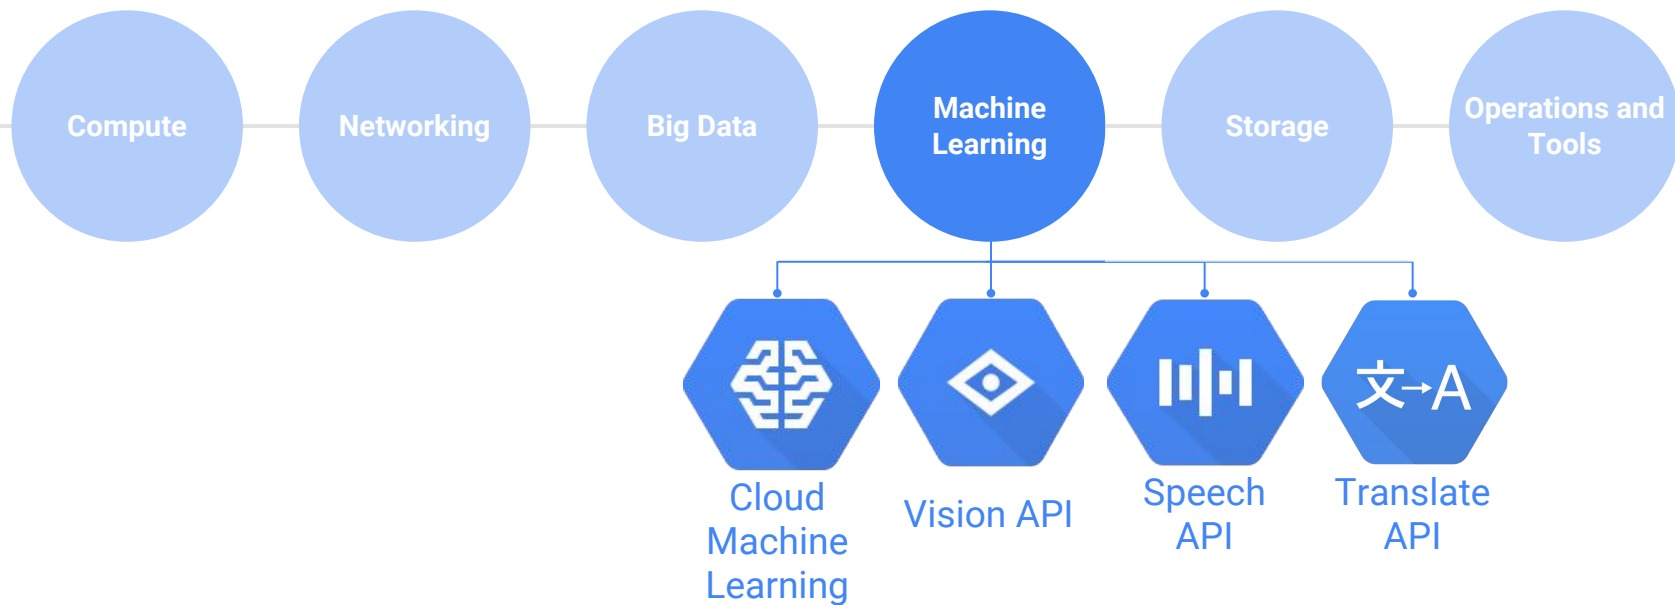 Compute
Networking
Big Data
Machine
Learning
Storage
Operations and
Tools
文→A
Cloud
Machine
Learning
Vision API
Speech
API
Translate
API